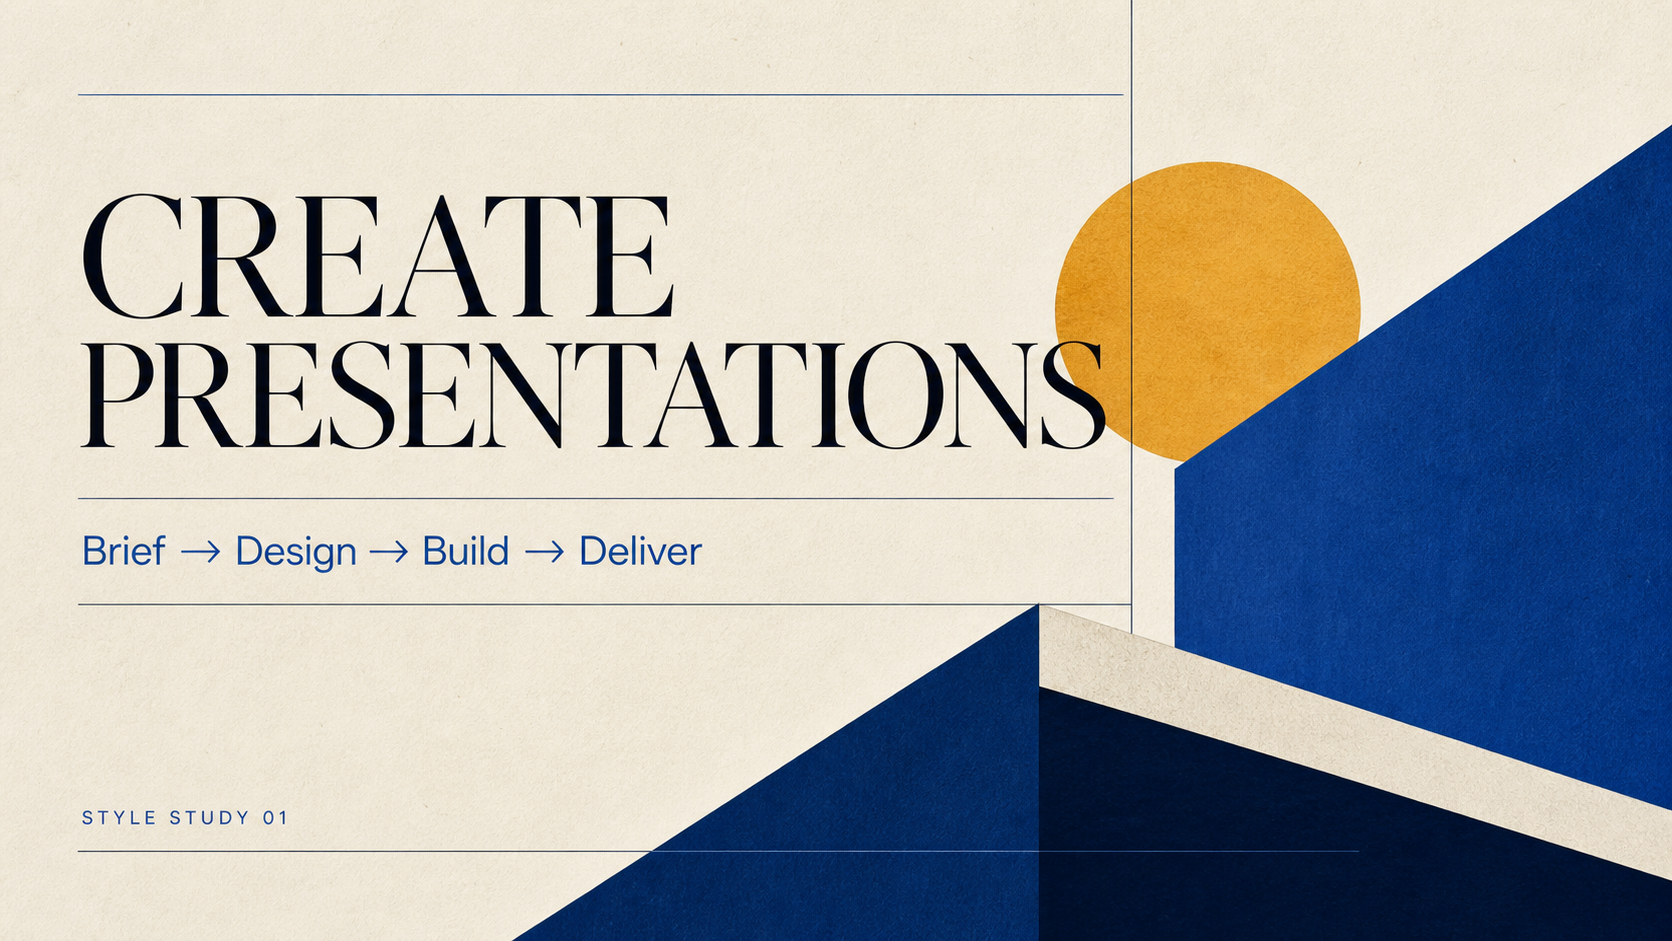 CREATE
PRESENTATIONS
Brief → Design → Build → Deliver
STYLE STUDY 01